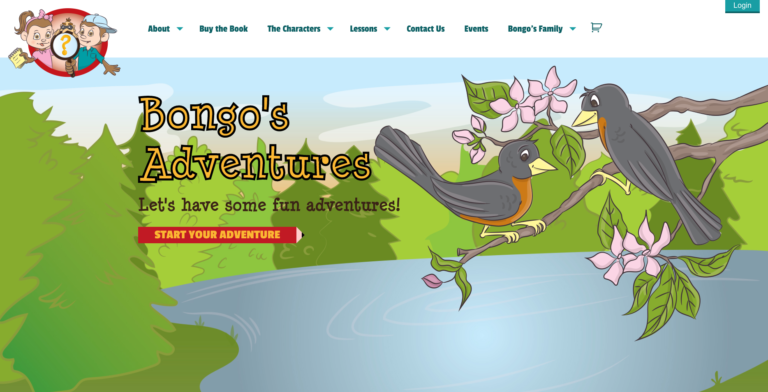 Login
About
Buy the Book
The Characters
Lessons
Contact Us
Events
Bongo's Family
?
Bongo's
Adventures
Let's have some fun adventures!
START YOUR ADVENTURE